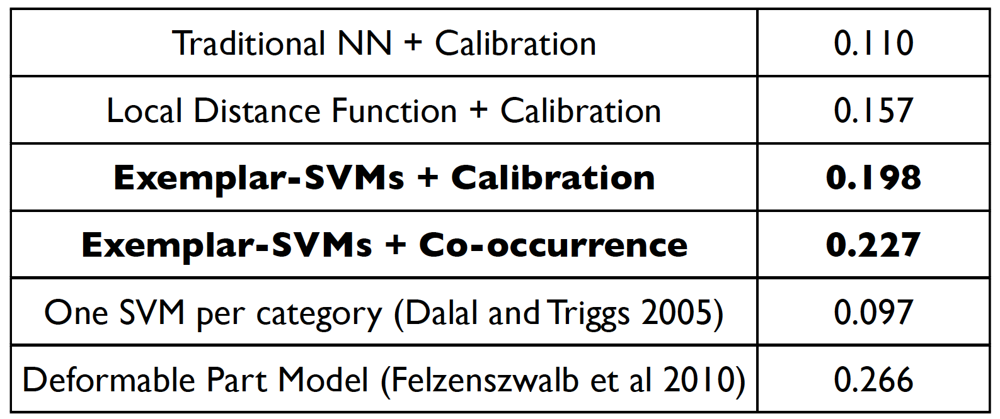 Traditional NN + Calibration 0.110
Local Distance Function + Calibration 0.157
Exemplar-SVMs + Calibration 0.198
Exemplar-SVMs + Co-occurrence 0.227
One SVM per category (Dalal and Triggs 2005) 0.097
Deformable Part Model (Felzenszwalb et al 2010) 0.266